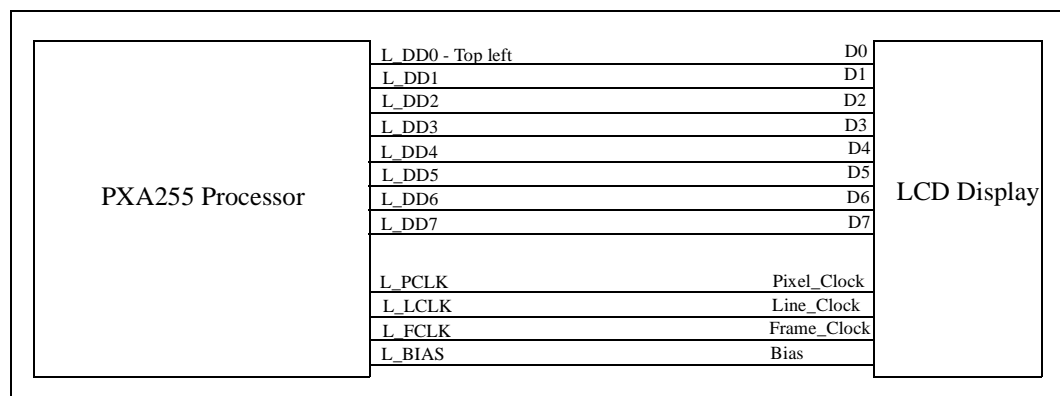 L_DD0 - Top left D0
L_DD1 D1
L_DD2 D2
L_DD3 D3
L_DD4 D4
L_DD5 D5
PXA255 Processor LCD Display
L_DD6 D6
L_DD7 D7
L_PCLK Pixel_Clock
L_LCLK Line_Clock
L_FCLK Frame_Clock
L_BIAS Bias